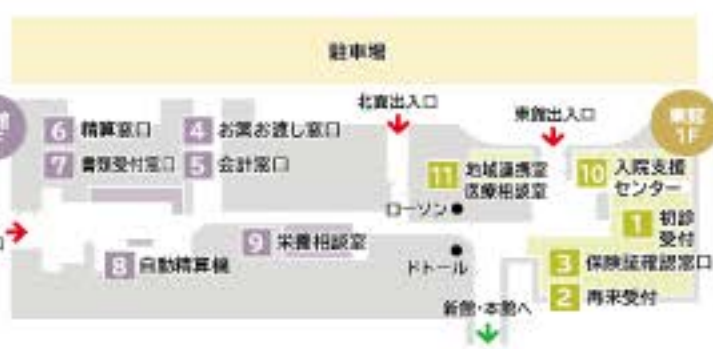 駐車場
北面出入口
東館出入口
東館
1F
6 精算窓口
4 お薬お渡し窓口
7 書類受付窓口
5 会計窓口
11 地域連携室
医療相談室
10 入院支援
センター
ローソン
1 初診
受付
9 栄養相談室
8 自動精算機
ドトール
3 保険証確認窓口
2 再来受付
新館・本館へ